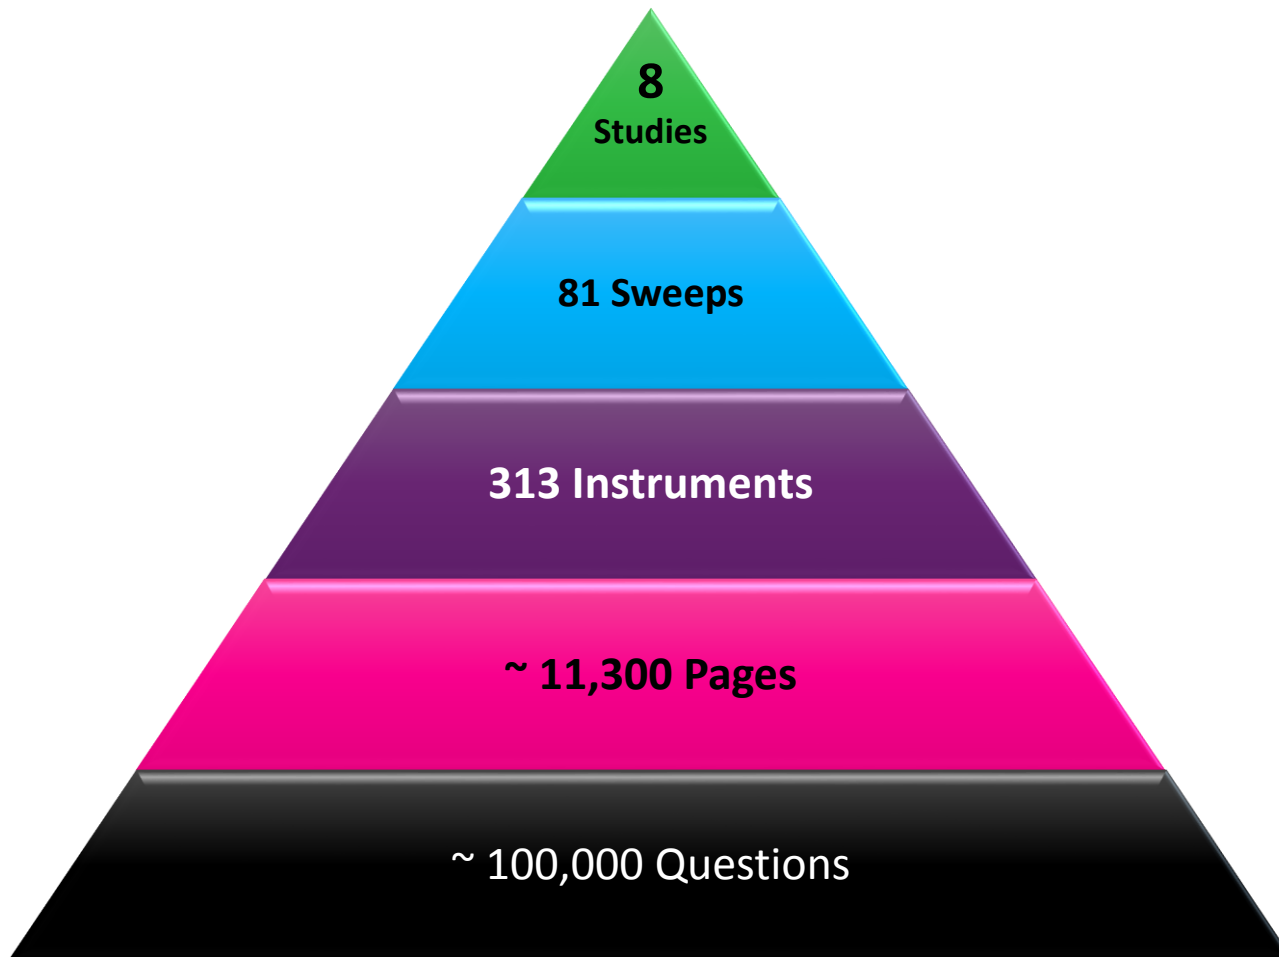 8
Studies
81 Sweeps
313 Instruments
~ 11,300 Pages
~ 100,000 Questions